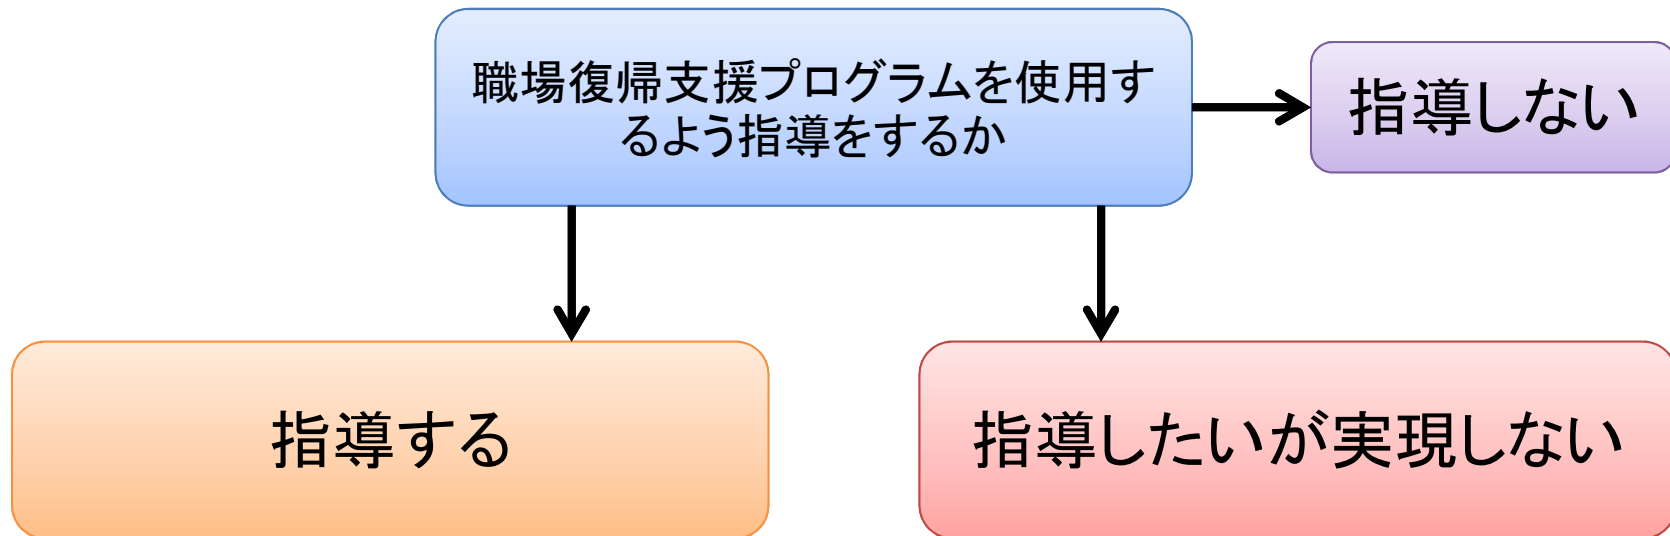 職場復帰支援プログラムを使用す
るよう指導をするか
指導しない
指導する
指導したいが実現しない